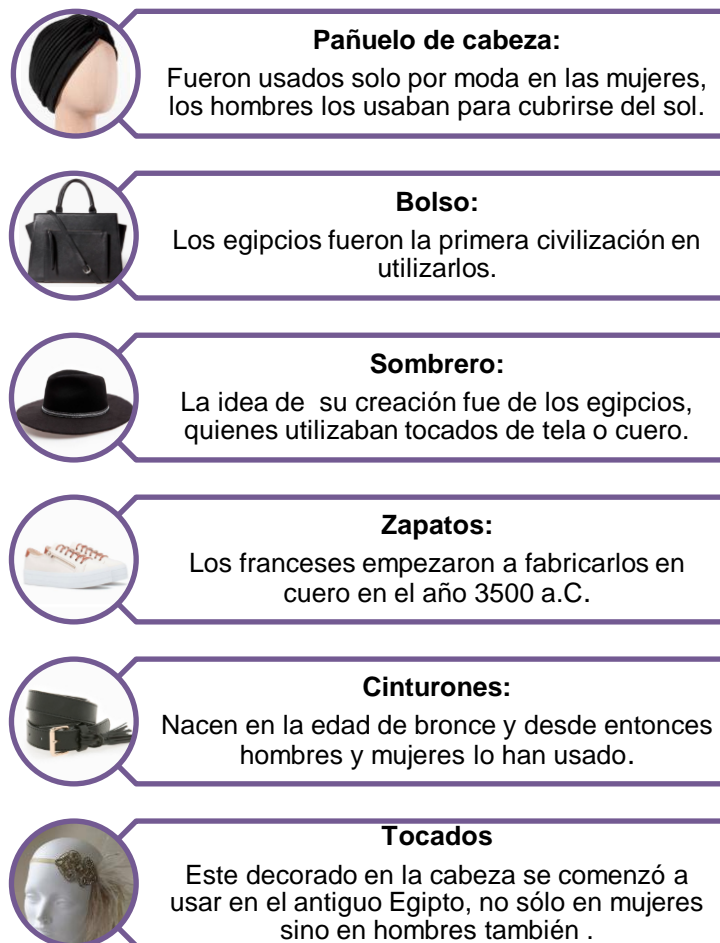 Pañuelo de cabeza:
Fueron usados solo por moda en las mujeres,
los hombres los usaban para cubrirse del sol.
Bolso:
Los egipcios fueron la primera civilización en
utilizarlos.
Sombrero:
La idea de  su creación fue de los egipcios,
quienes utilizaban tocados de tela o cuero.
Zapatos:
Los franceses empezaron a fabricarlos en
cuero en el año 3500 a.C.
Cinturones:
Nacen en la edad de bronce y desde entonces
hombres y mujeres lo han usado.
Tocados
Este decorado en la cabeza se comenzó a
usar en el antiguo Egipto, no sólo en mujeres
sino en hombres también .